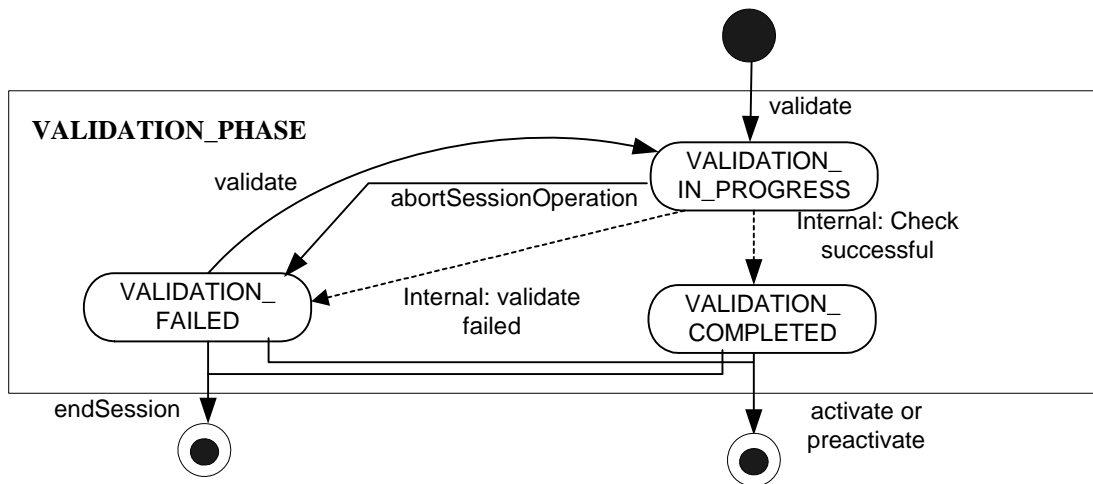 validate
VALIDATION_PHASE
VALIDATION_
IN_PROGRESS
validate
abortSessionOperation
Internal: Check
successful
VALIDATION_
FAILED
Internal: validate
failed
VALIDATION_
COMPLETED
endSession
activate or
preactivate